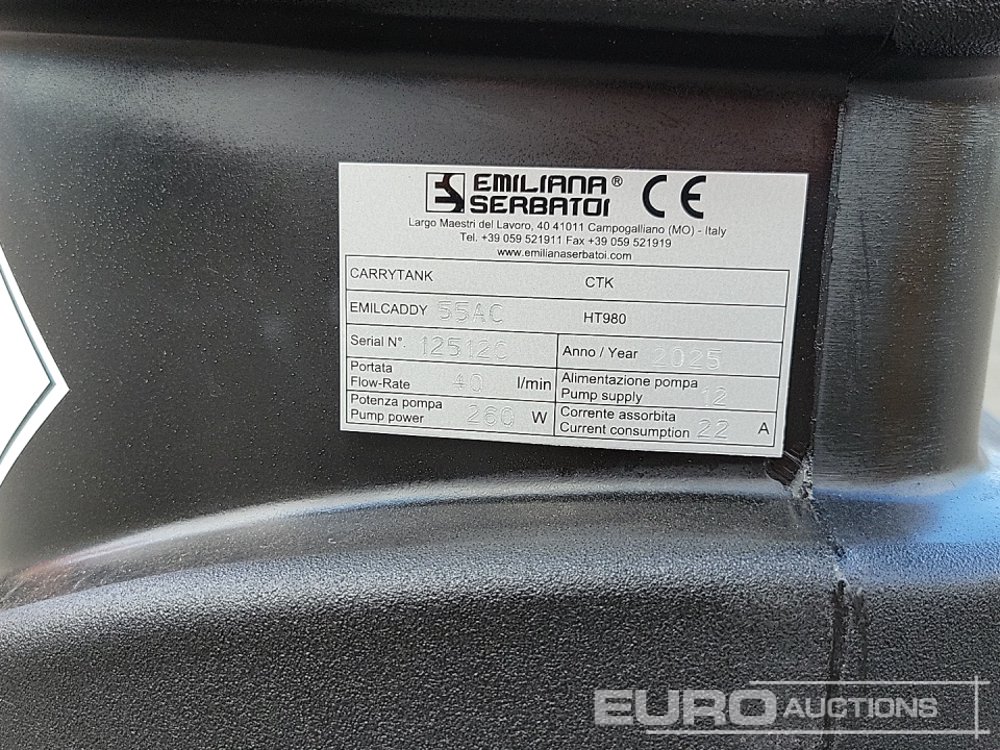 EMILIANA® CE
SERBATOI
Largo Maestri del Lavoro, 40 41011 Campogalliano (MO) - Italy
Tel. +39 059 521911 Fax +39 059 521919
www.emilianaserbatoi.com
CARRYTANK CTK
EMILCADDY 55AC HT980
Serial N°. 125126 Anno / Year 2025
Portata
Flow-Rate 40 l/min
Alimentazione pompa
Pump supply 12
Potenza pompa
Pump power 260 W
Corrente assorbita
Current consumption 22 A
EURO AUCTIONS